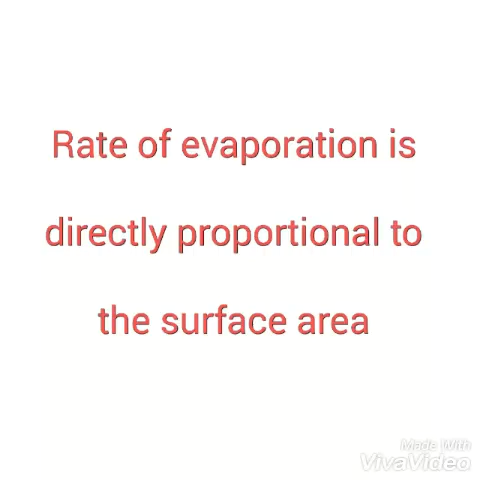 Rate of evaporation is
directly proportional to
the surface area
Made With
VivaVideo